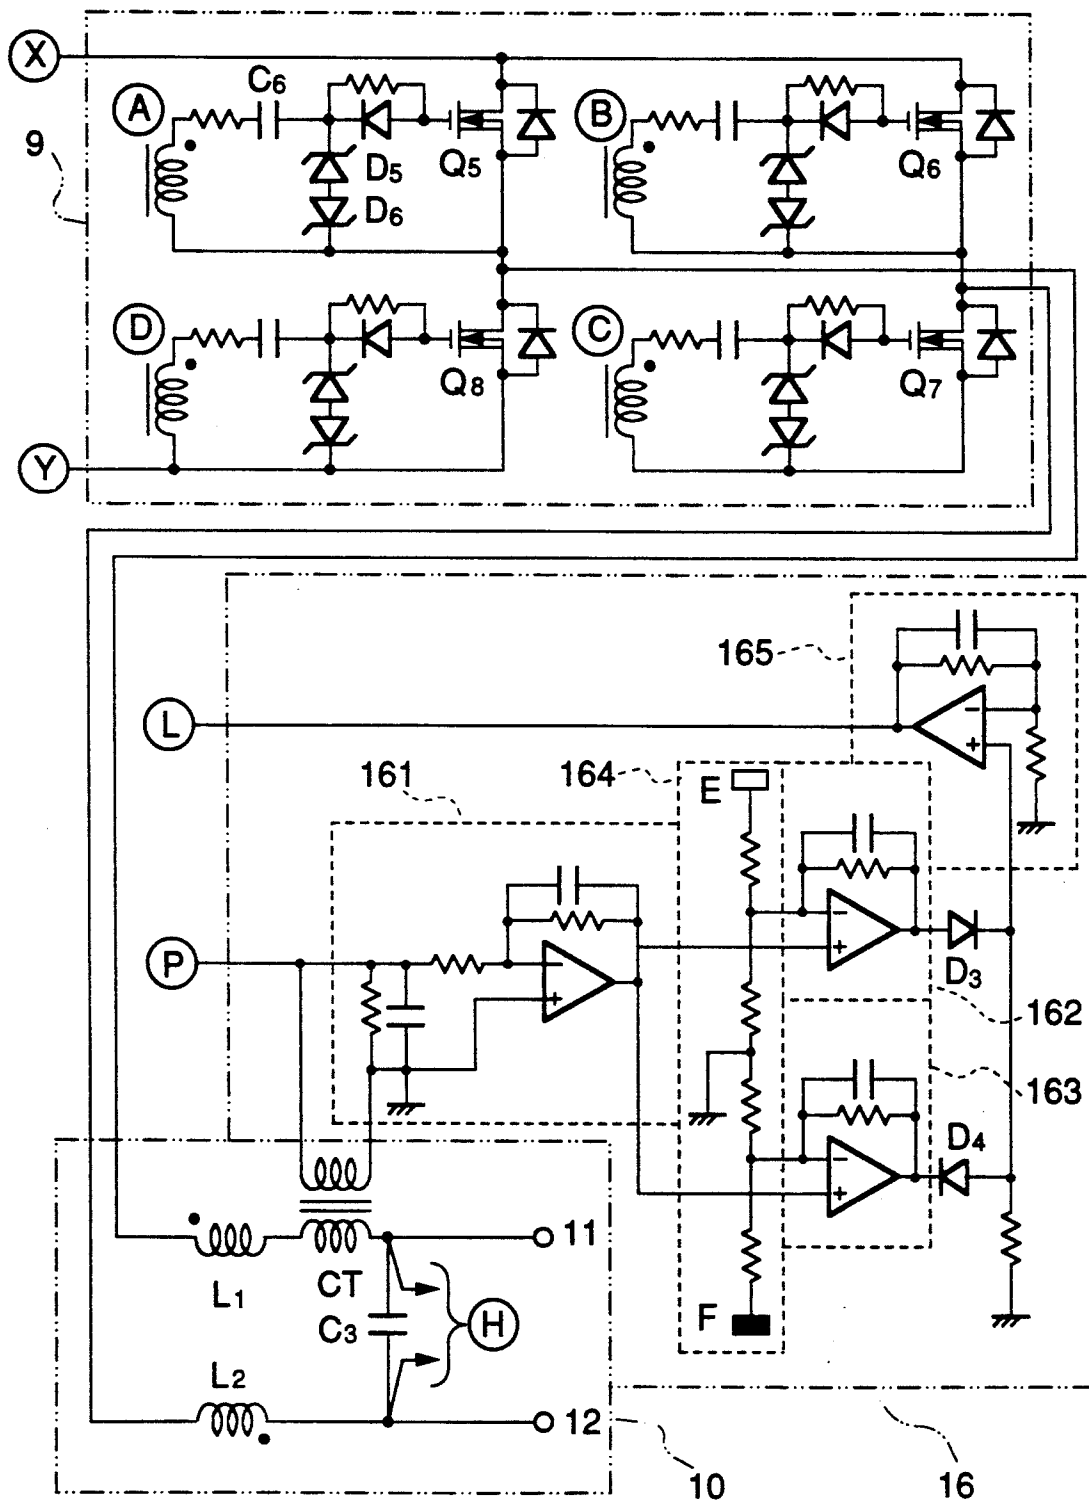 X
C6
A
B
9
D5
Q5
Q6
D6
D
C
Q8
Q7
Y
165
L
−
+
161
164
E
−
+
P
−
+
D3
162
163
−
D4
+
11
CT
L1
C3
H
F
L2
12
10
16